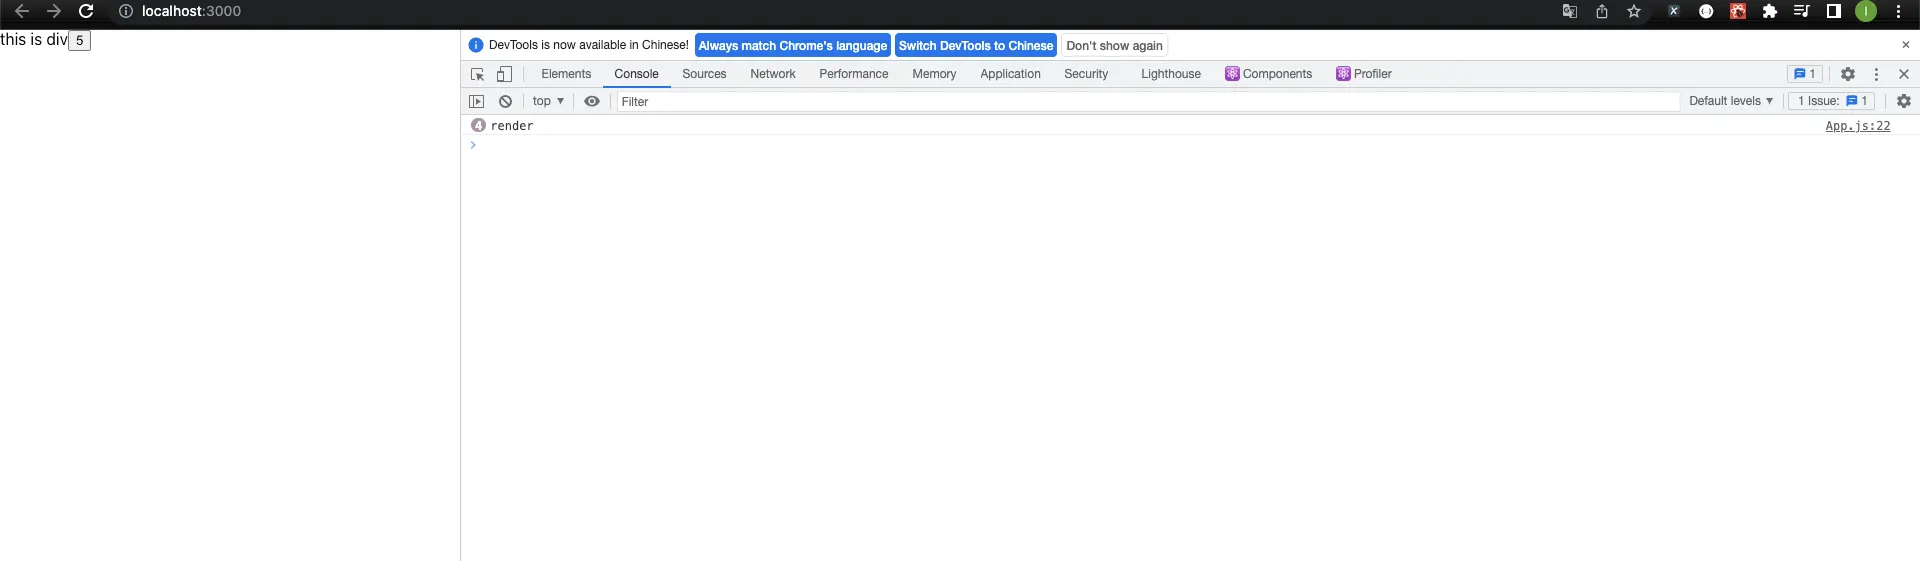 localhost:3000
I
this is div 5
DevTools is now available in Chinese! Always match Chrome's language Switch DevTools to Chinese Don't show again
Elements Console Sources Network Performance Memory Application Security Lighthouse Components Profiler 1
top Filter Default levels 1 Issue: 1
4 render App.js:22